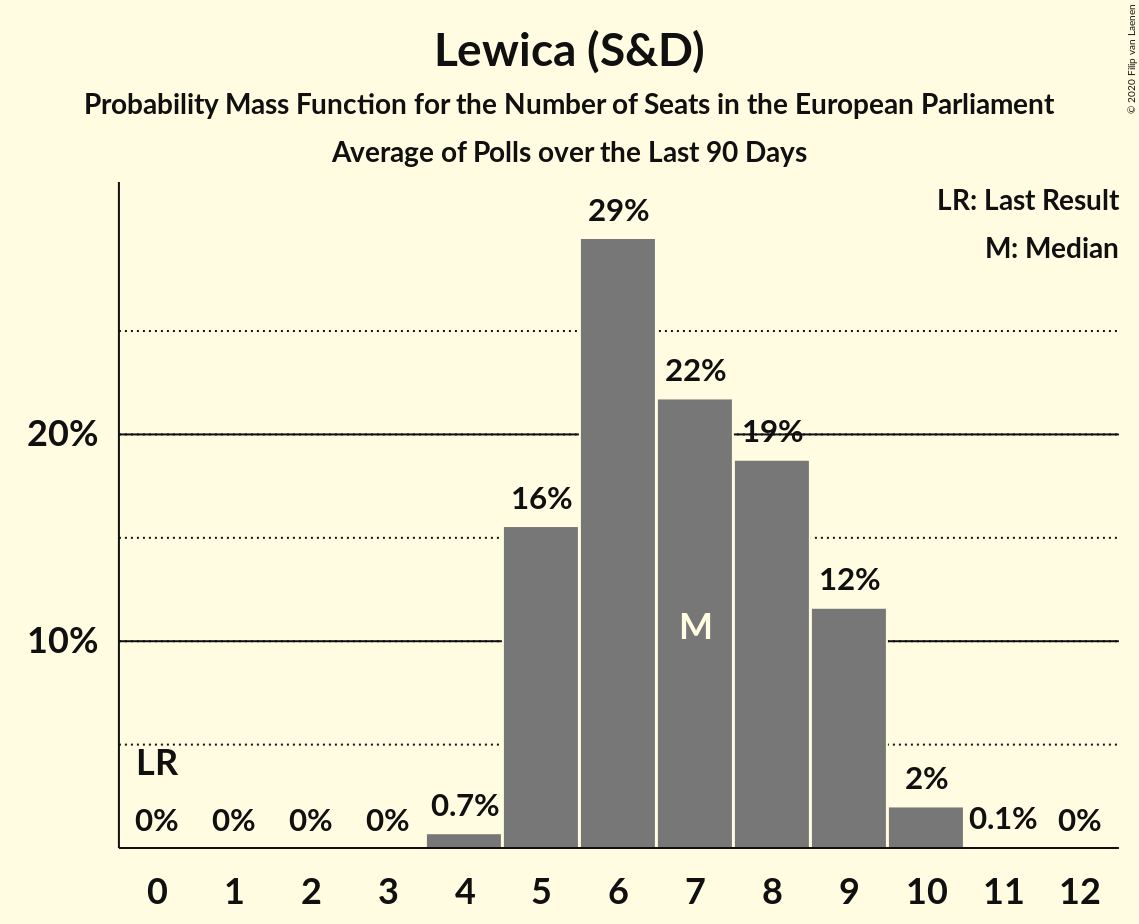 Lewica (S&D)
Probability Mass Function for the Number of Seats in the European Parliament
Average of Polls over the Last 90 Days
© 2020 Filip van Laenen
LR: Last Result
M: Median
29%
22%
20%
19%
16%
12%
M
10%
LR
0% 0% 0% 0% 0.7% 2% 0.1% 0%
0 1 2 3 4 5 6 7 8 9 10 11 12